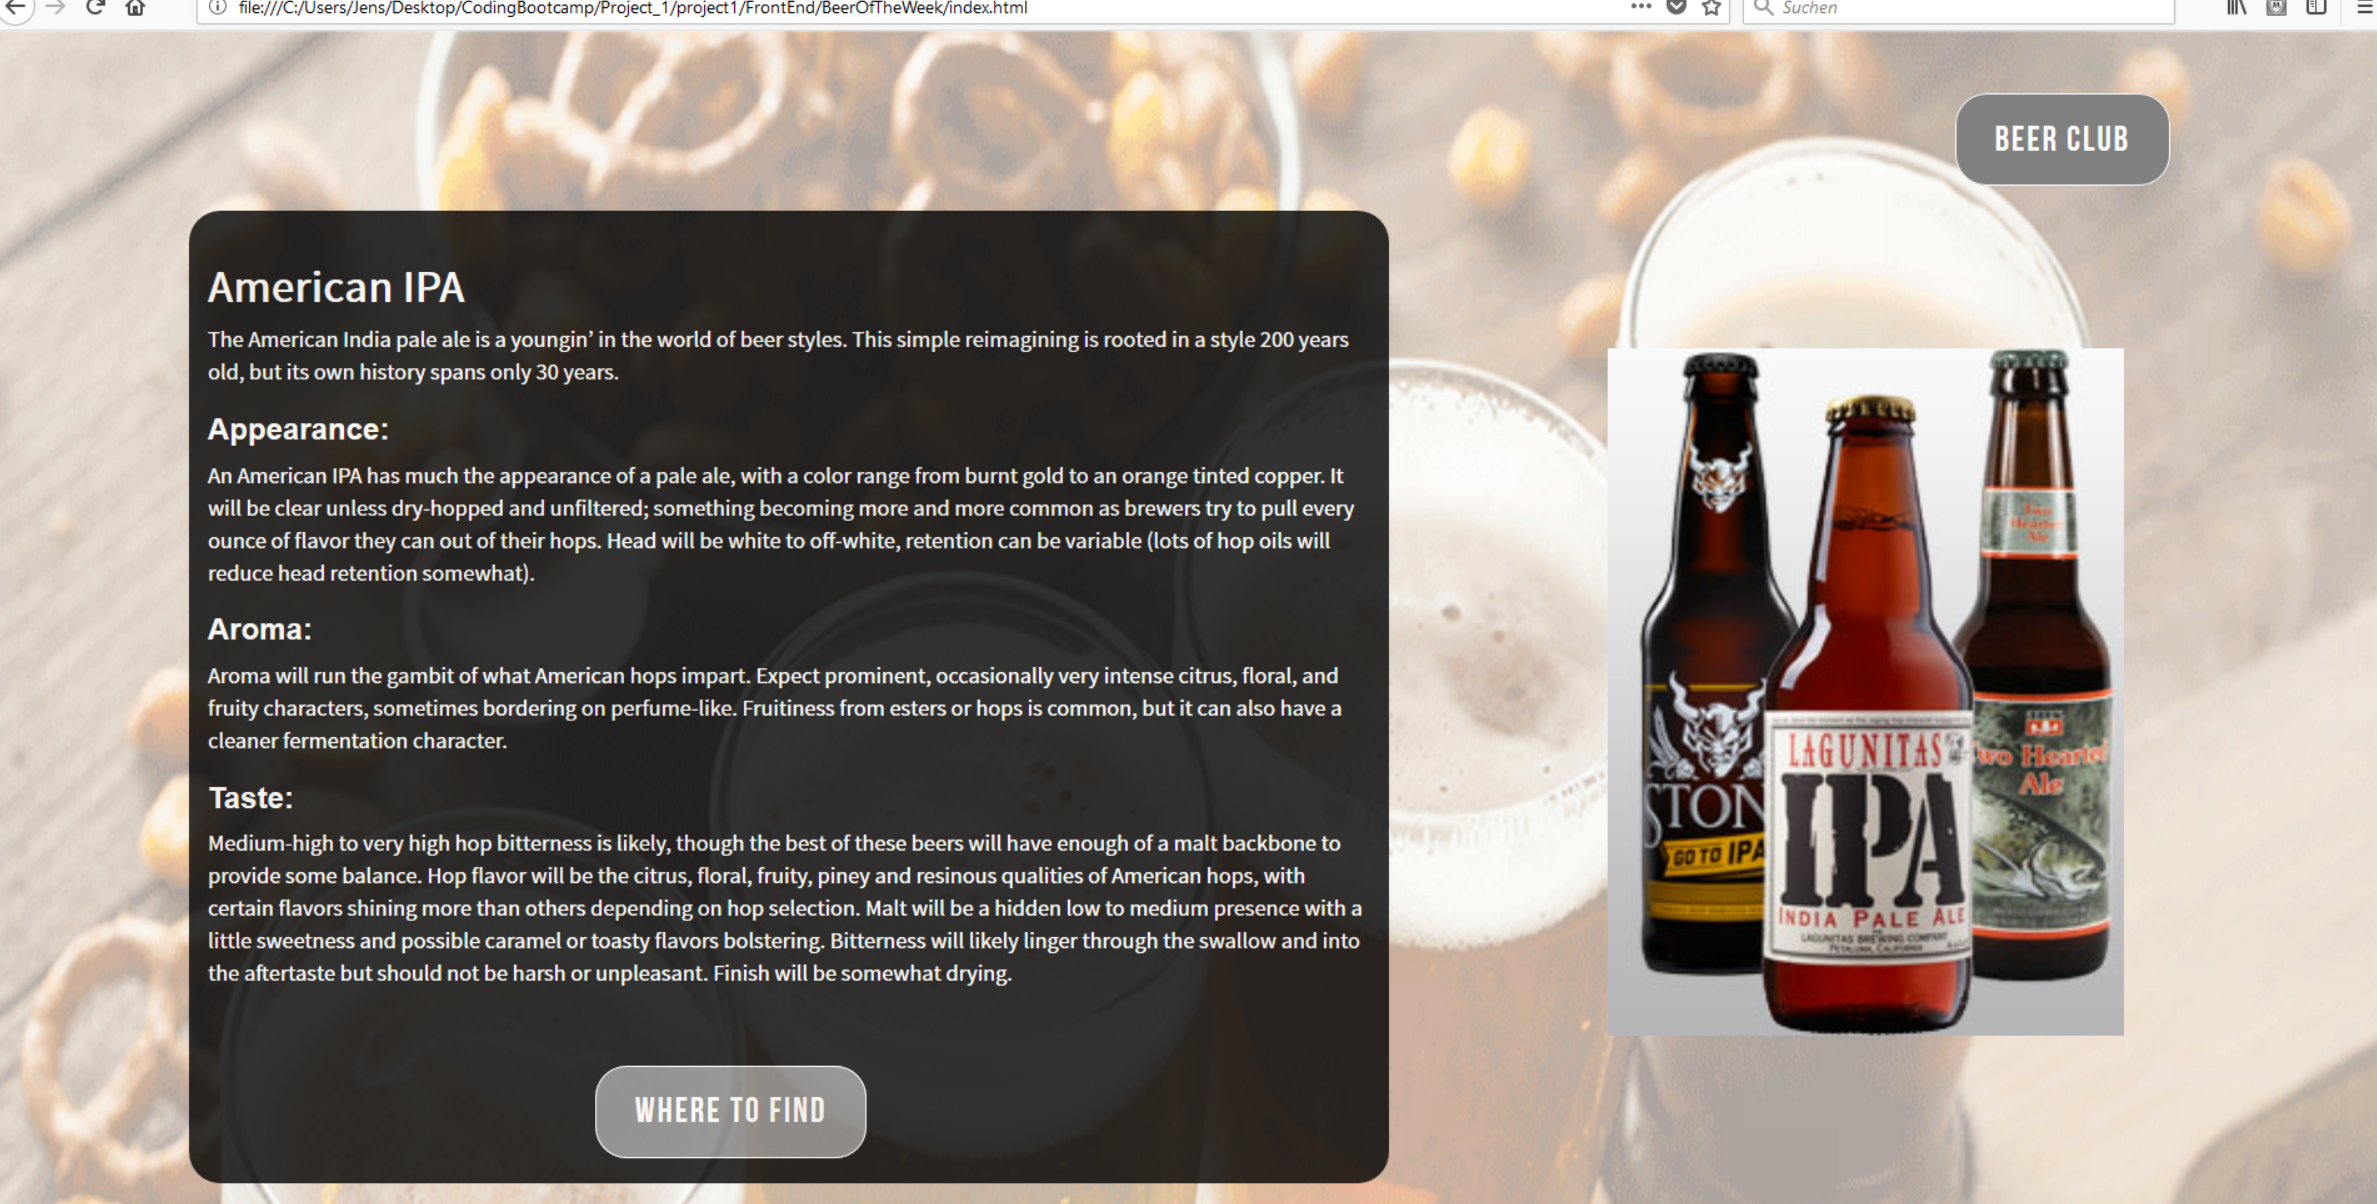 file:///C:/Users/Jens/Desktop/CodingBootcamp/Project_1/project1/FrontEnd/BeerOfTheWeek/index.html
Suchen
BEER CLUB
American IPA
The American India pale ale is a youngin’ in the world of beer styles. This simple reimagining is rooted in a style 200 years
old, but its own history spans only 30 years.
Appearance:
An American IPA has much the appearance of a pale ale, with a color range from burnt gold to an orange tinted copper. It
will be clear unless dry-hopped and unfiltered; something becoming more and more common as brewers try to pull every
ounce of flavor they can out of their hops. Head will be white to off-white, retention can be variable (lots of hop oils will
reduce head retention somewhat).
Aroma:
Aroma will run the gambit of what American hops impart. Expect prominent, occasionally very intense citrus, floral, and
fruity characters, sometimes bordering on perfume-like. Fruitiness from esters or hops is common, but it can also have a
cleaner fermentation character.
Taste:
Medium-high to very high hop bitterness is likely, though the best of these beers will have enough of a malt backbone to
provide some balance. Hop flavor will be the citrus, floral, fruity, piney and resinous qualities of American hops, with
certain flavors shining more than others depending on hop selection. Malt will be a hidden low to medium presence with a
little sweetness and possible caramel or toasty flavors bolstering. Bitterness will likely linger through the swallow and into
the aftertaste but should not be harsh or unpleasant. Finish will be somewhat drying.
WHERE TO FIND
STON
GO TO IPA
LAGUNITAS
IPA
INDIA PALE ALE
LAGUNITAS BREWING COMPANY
PETALUMA, CALIFORNIA
Two
Hearted
Ale
wo Hearted
Ale